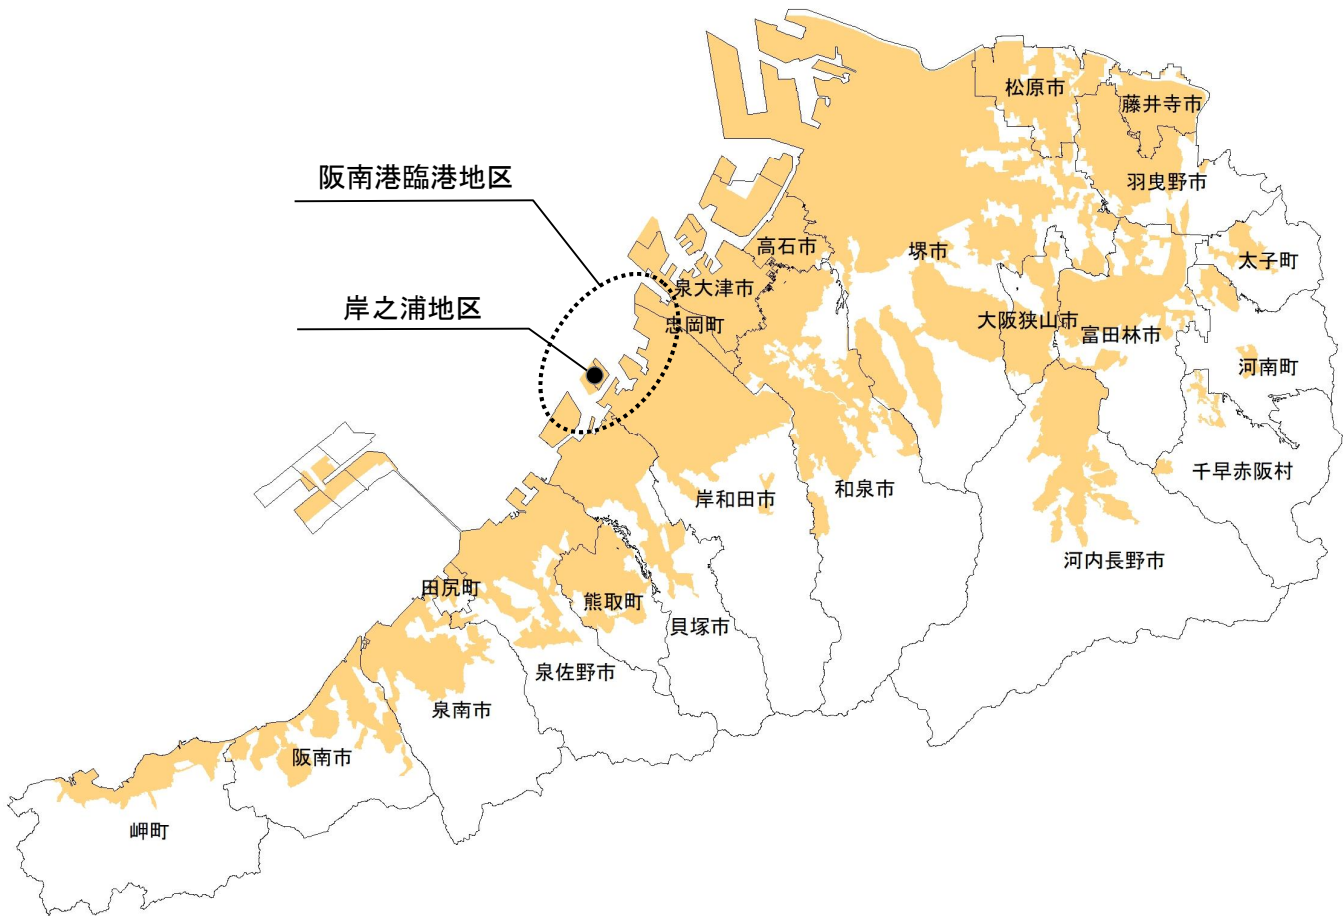 松原市
藤井寺市
阪南港臨港地区
羽曳野市
高石市
堺市
太子町
泉大津市
岸之浦地区
忠岡町
大阪狭山市
富田林市
河南町
千早赤阪村
岸和田市
和泉市
河内長野市
田尻町
熊取町
貝塚市
泉佐野市
泉南市
阪南市
岬町